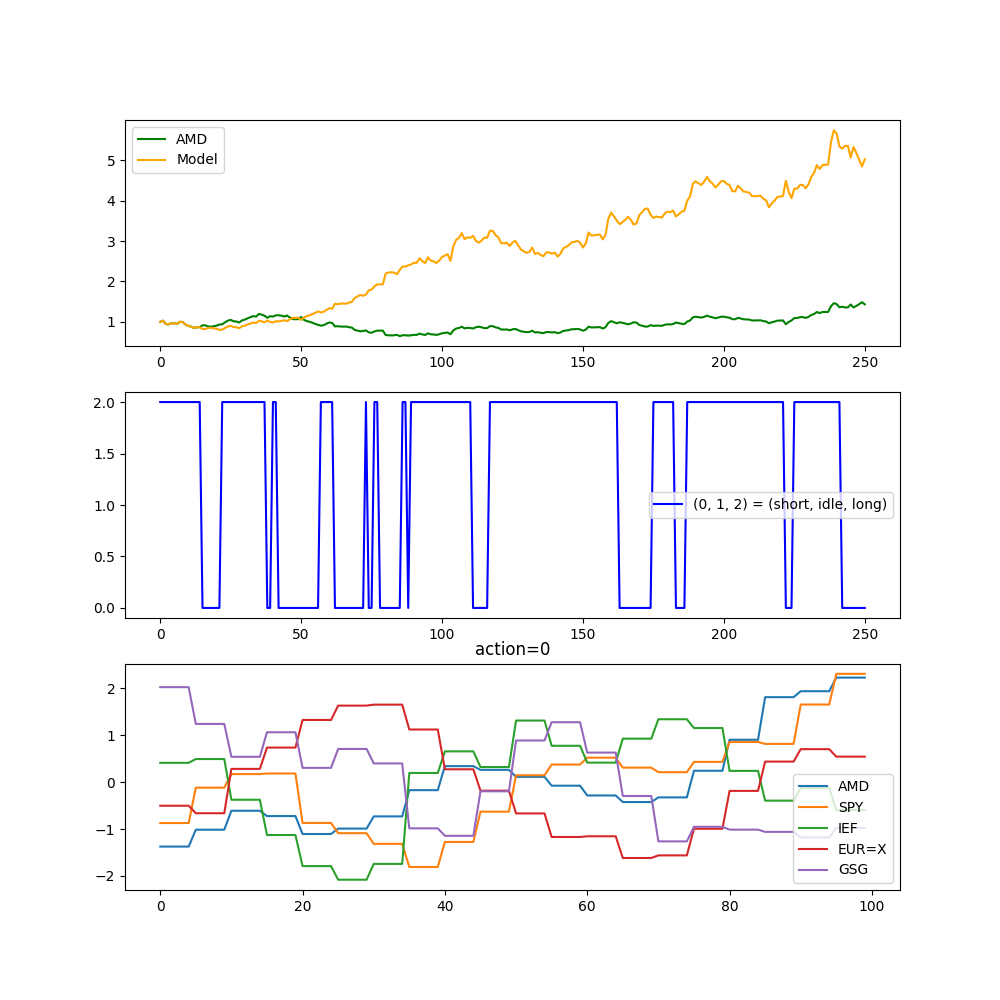 AMD
Model
5
4
3
2
1
0 50 100 150 200 250
2.0
1.5
1.0
0.5
0.0
(0, 1, 2) = (short, idle, long)
0 50 100 150 200 250
action=0
2
1
0
−1
−2
AMD
SPY
IEF
EUR=X
GSG
0 20 40 60 80 100